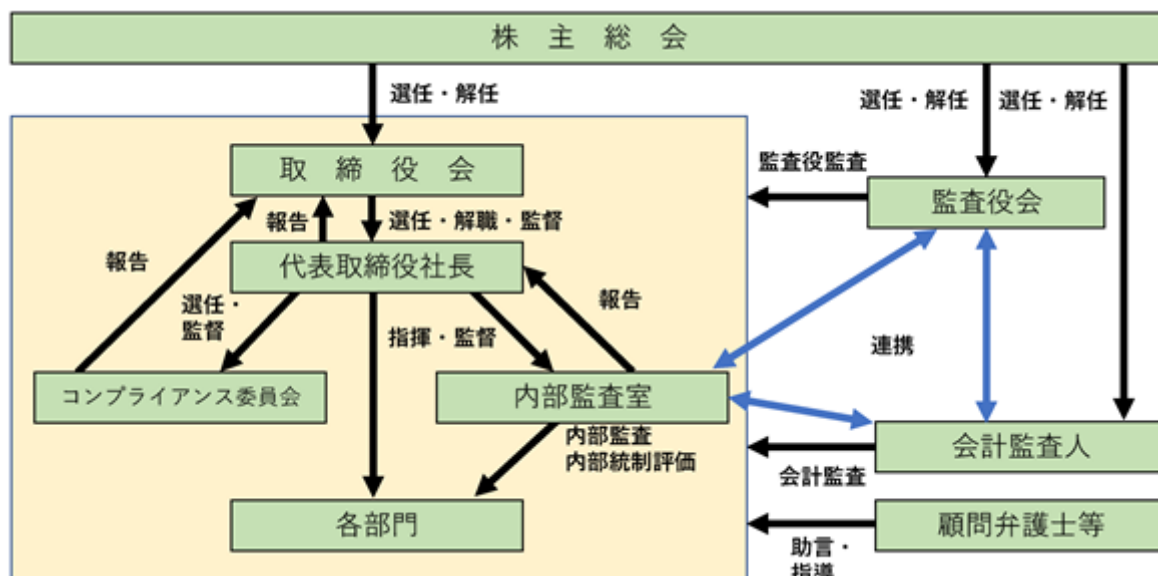 株主総会
選任・解任
選任・解任
選任・解任
取締役会
監査役監査
監査役会
報告
選任・解職・監督
報告
代表取締役社長
選任・
監督
報告
指揮・監督
連携
コンプライアンス委員会
内部監査室
内部監査
内部統制評価
会計監査人
会計監査
各部門
顧問弁護士等
助言・
指導